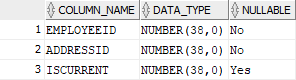 COLUMN_NAME DATA_TYPE NULLABLE
1 EMPLOYEEID NUMBER(38,0) No
2 ADDRESSID NUMBER(38,0) No
3 ISCURRENT NUMBER(38,0) Yes